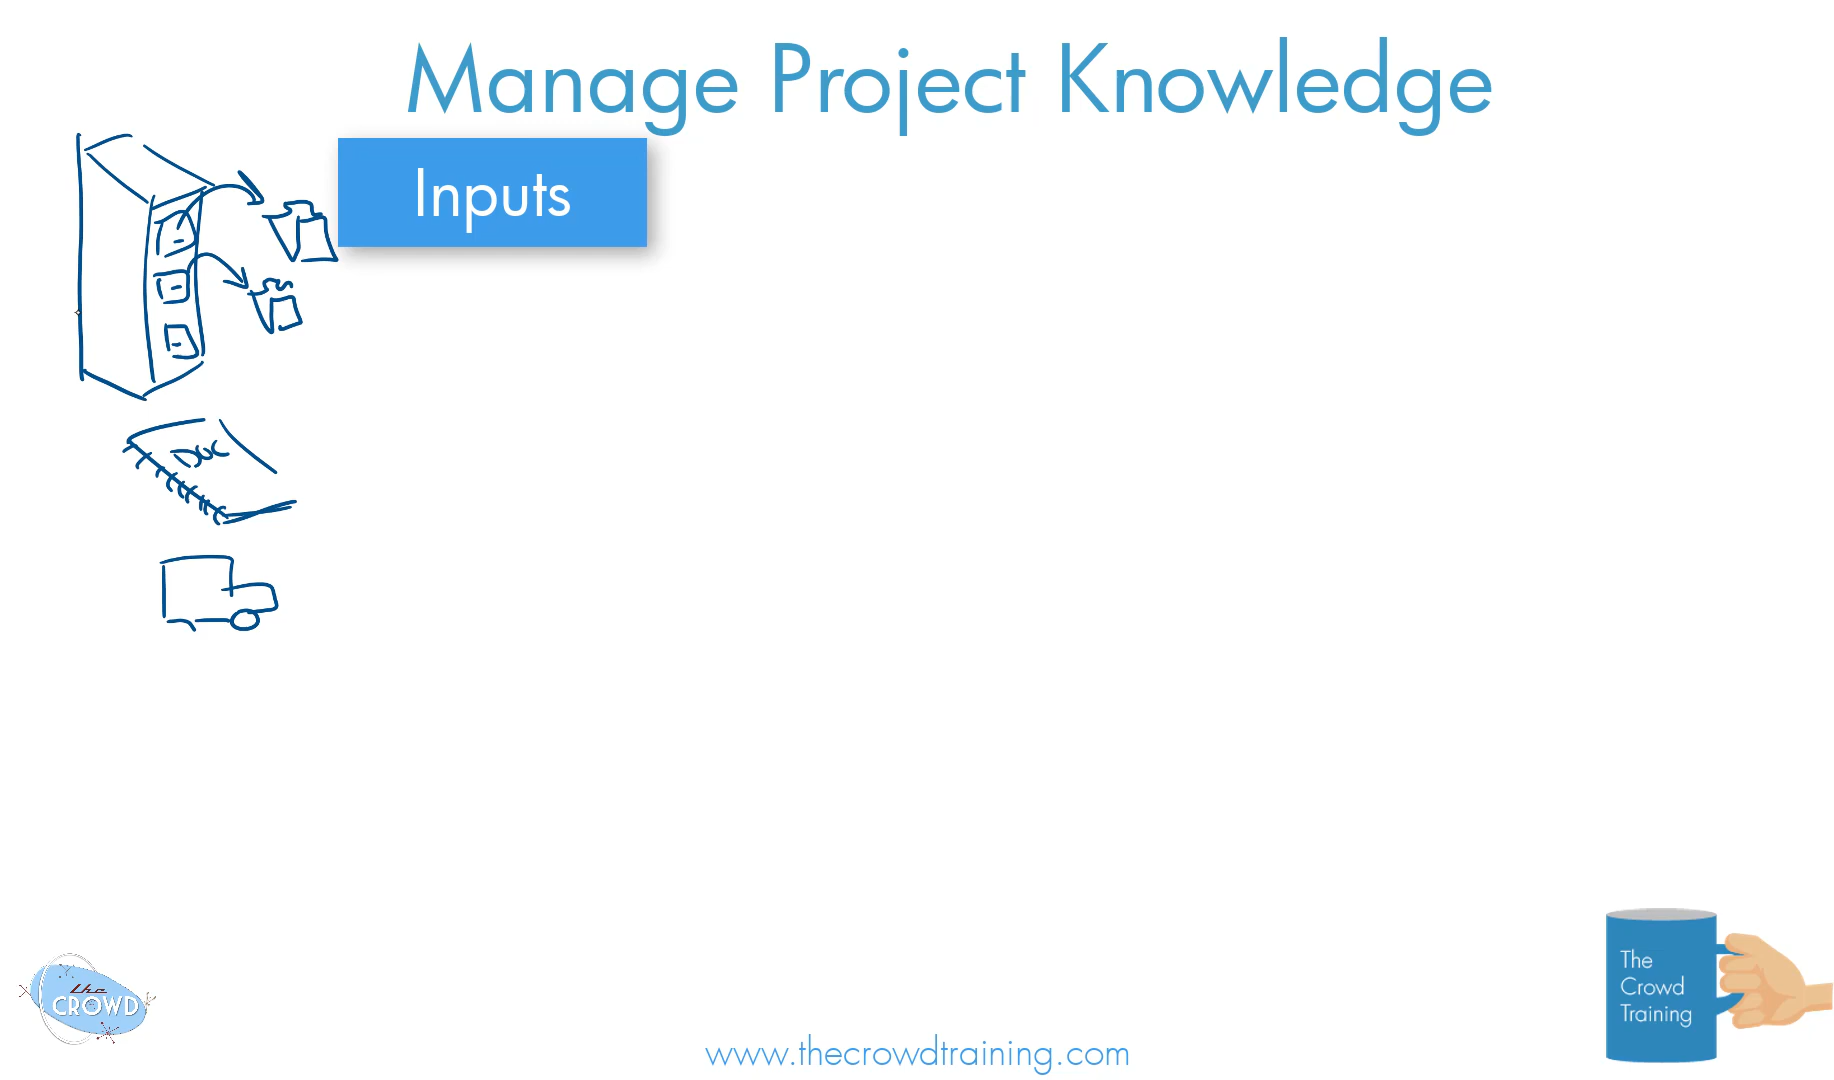 Manage Project Knowledge
Inputs
DOC
the
CROWD
The
Crowd
Training
www.thecrowdtraining.com